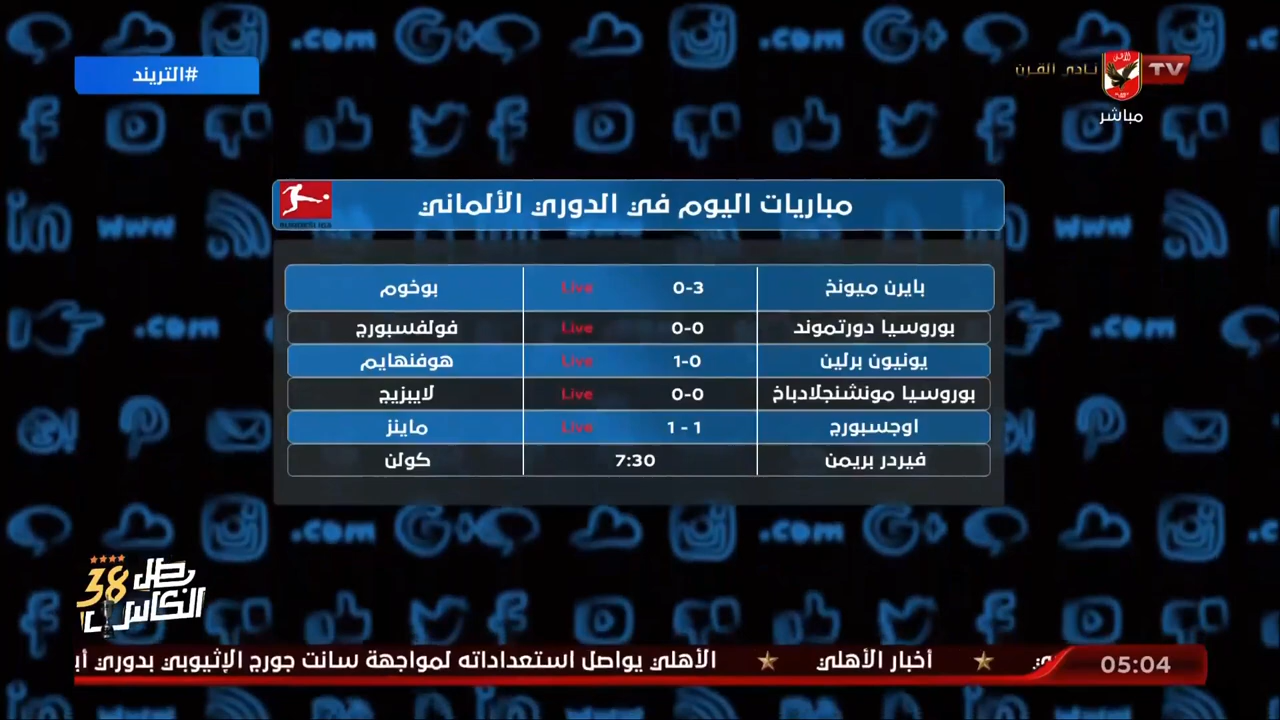 #التريند
نادي القرن
TV
مباشر
مباريات اليوم في الدوري الألماني
BUNDESLIGA
بايرن ميونخ 0-3 Live بوخوم
بوروسيا دورتموند 0-0 Live فولفسبورج
يونيون برلين 1-0 Live هوفنهايم
بوروسيا مونشنجلادباخ 0-0 Live لايبزيج
اوجسبورج 1 - 1 Live ماينز
فيردر بريمن 7:30 كولن
بطل الكاس 38
05:04
أخبار الأهلي
الأهلي يواصل استعداداته لمواجهة سانت جورج الإثيوبي بدوري